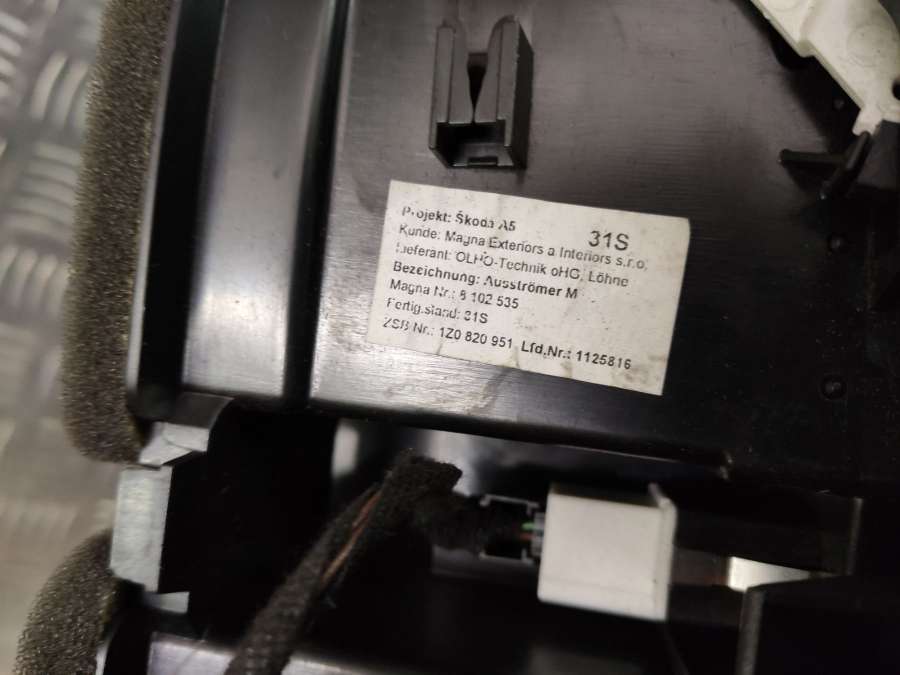 Projekt: Škoda A5 31S
Kunde: Magna Exteriors a Interiors s.r.o.
Lieferant: OLHO-Technik oHG, Löhne
Bezeichnung: Ausströmer M
Magna Nr.: 8 102 535
Fertig.stand: 31S
ZSB Nr.: 1Z0 820 951 Lfd.Nr.: 1125816